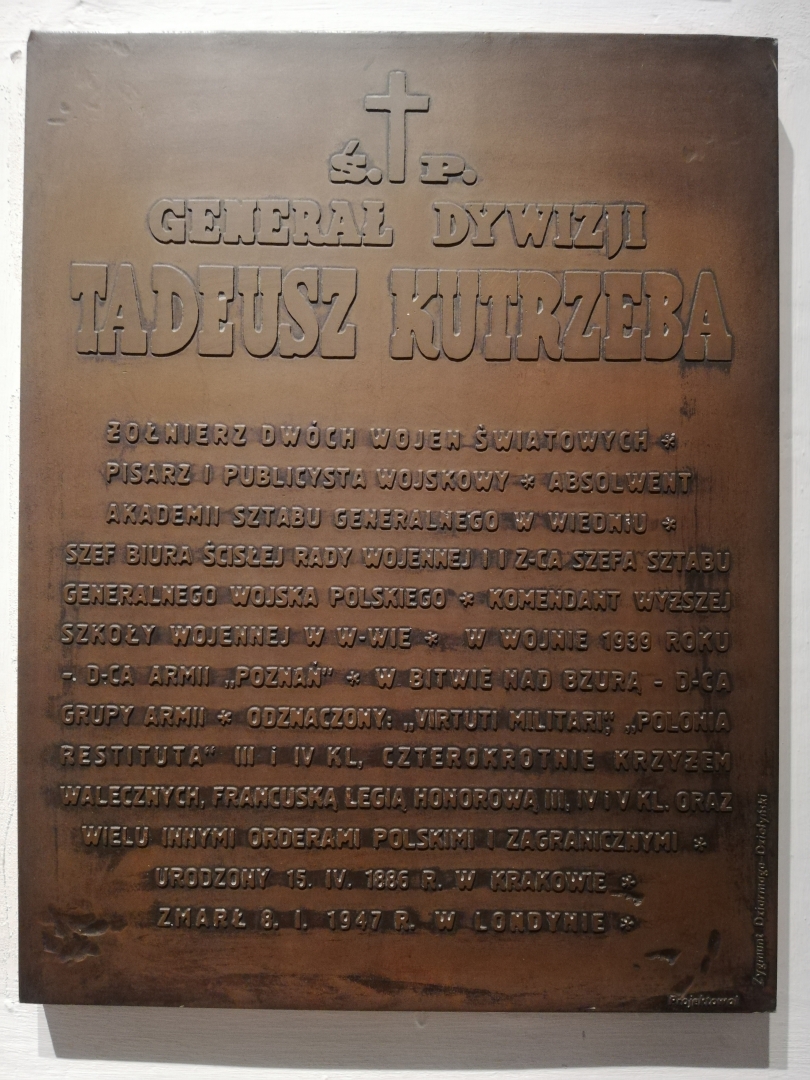 Ś. P.
GENERAŁ DYWIZJI
TADEUSZ KUTRZEBA
ŻOŁNIERZ DWÓCH WOJEN ŚWIATOWYCH *
PISARZ I PUBLICYSTA WOJSKOWY * ABSOLWENT
AKADEMII SZTABU GENERALNEGO W WIEDNIU *
SZEF BIURA ŚCISŁEJ RADY WOJENNEJ I I Z-CA SZEFA SZTABU
GENERALNEGO WOJSKA POLSKIEGO * KOMENDANT WYŻSZEJ
SZKOŁY WOJENNEJ W W-WIE * W WOJNIE 1939 ROKU
- D-CA ARMII „POZNAŃ” * W BITWIE NAD BZURĄ - D-CA
GRUPY ARMII * ODZNACZONY: „VIRTUTI MILITARI”, „POLONIA
RESTITUTA” III i IV KL, CZTEROKROTNIE KRZYŻEM
WALECZNYCH, FRANCUSKĄ LEGIĄ HONOROWĄ III, IV i V KL. ORAZ
WIELU INNYMI ORDERAMI POLSKIMI I ZAGRANICZNYMI *
URODZONY 15. IV. 1886 R. W KRAKOWIE *
ZMARŁ 8. I. 1947 R. W LONDYNIE *
Projektował
Zygmunt Dzierżoga-Działyński